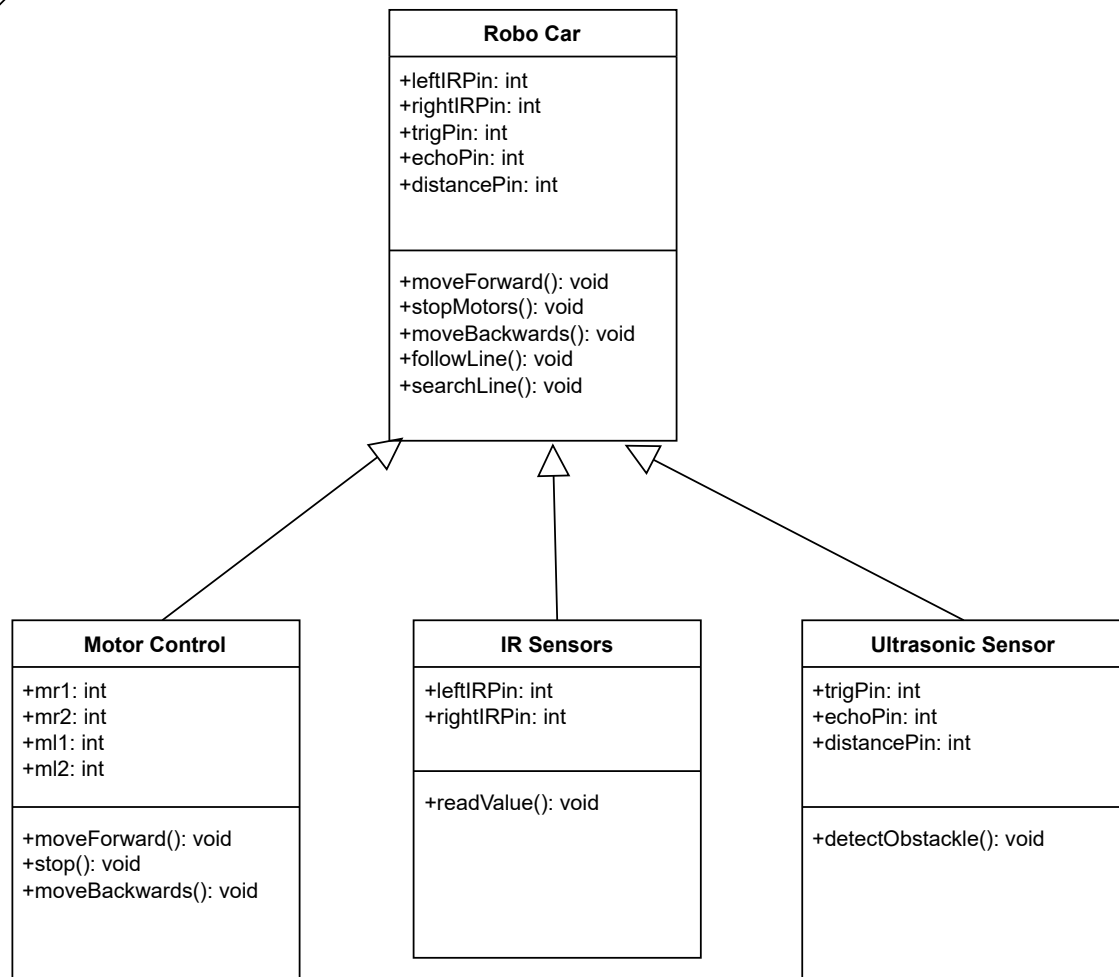 Robo Car
+leftIRPin: int
+rightIRPin: int
+trigPin: int
+echoPin: int
+distancePin: int
+moveForward(): void
+stopMotors(): void
+moveBackwards(): void
+followLine(): void
+searchLine(): void
Motor Control
+mr1: int
+mr2: int
+ml1: int
+ml2: int
+moveForward(): void
+stop(): void
+moveBackwards(): void
IR Sensors
+leftIRPin: int
+rightIRPin: int
+readValue(): void
Ultrasonic Sensor
+trigPin: int
+echoPin: int
+distancePin: int
+detectObstackle(): void